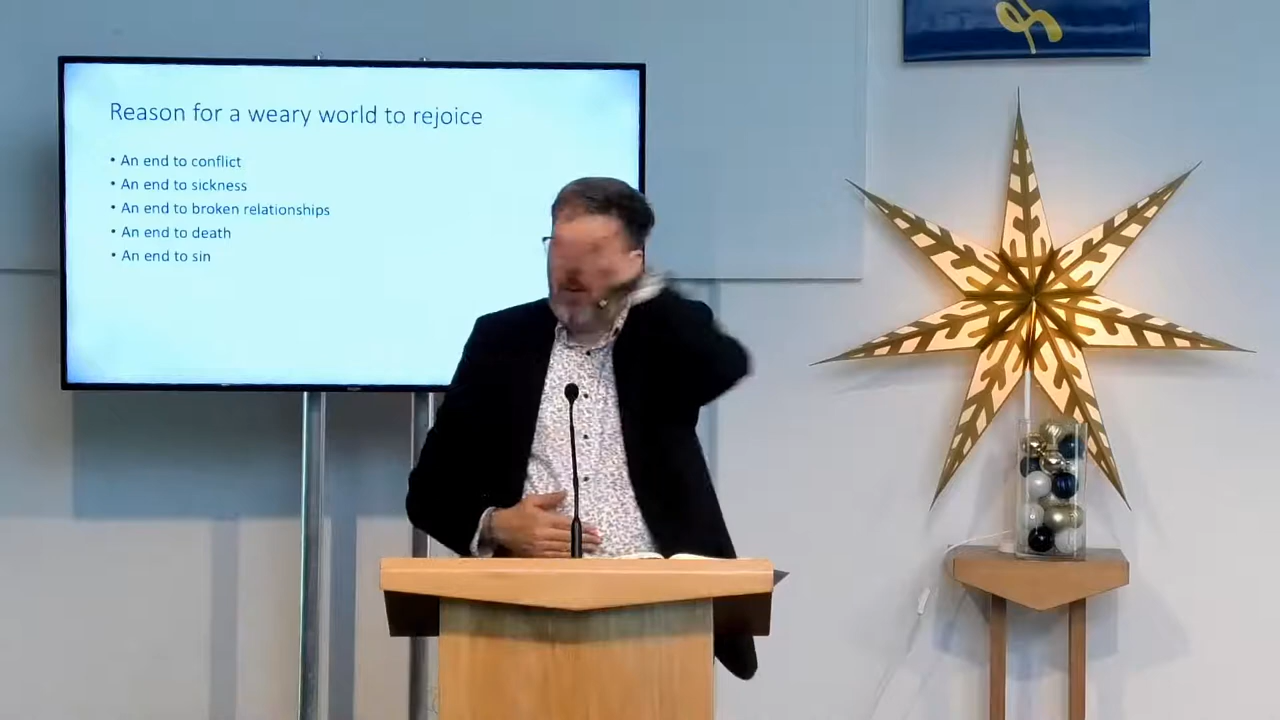 Reason for a weary world to rejoice
• An end to conflict
• An end to sickness
• An end to broken relationships
• An end to death
• An end to sin